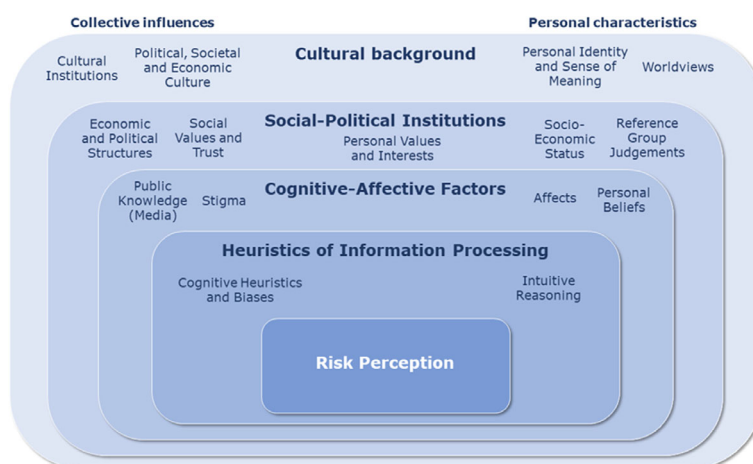 Collective influences
Personal characteristics
Cultural background
Cultural
Institutions
Political, Societal
and Economic
Culture
Personal Identity
and Sense of
Meaning
Worldviews
Social-Political Institutions
Economic
and Political
Structures
Social
Values and
Trust
Personal Values
and Interests
Socio-
Economic
Status
Reference
Group
Judgements
Cognitive-Affective Factors
Public
Knowledge
(Media)
Stigma
Affects
Personal
Beliefs
Heuristics of Information Processing
Cognitive Heuristics
and Biases
Intuitive
Reasoning
Risk Perception